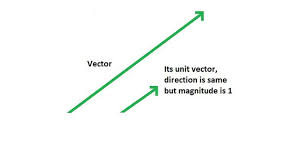 Vector
Its unit vector,
direction is same
but magnitude is 1